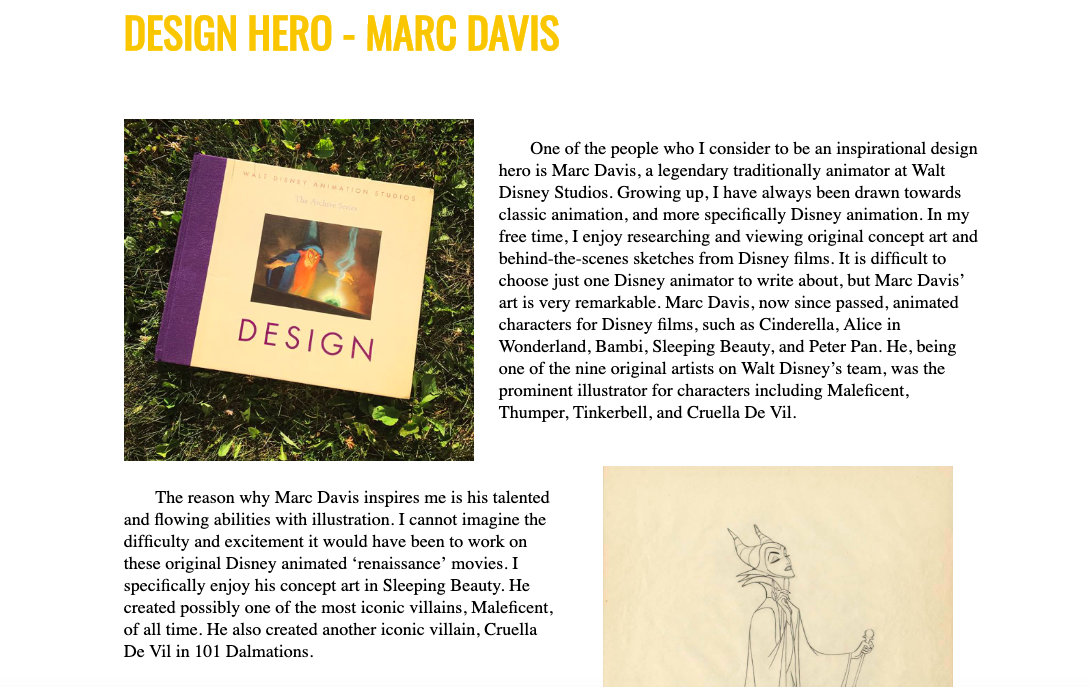 DESIGN HERO - MARC DAVIS
WALT DISNEY ANIMATION STUDIOS
The Archive Series
DESIGN
One of the people who I consider to be an inspirational design
hero is Marc Davis, a legendary traditionally animator at Walt
Disney Studios. Growing up, I have always been drawn towards
classic animation, and more specifically Disney animation. In my
free time, I enjoy researching and viewing original concept art and
behind-the-scenes sketches from Disney films. It is difficult to
choose just one Disney animator to write about, but Marc Davis’
art is very remarkable. Marc Davis, now since passed, animated
characters for Disney films, such as Cinderella, Alice in
Wonderland, Bambi, Sleeping Beauty, and Peter Pan. He, being
one of the nine original artists on Walt Disney’s team, was the
prominent illustrator for characters including Maleficent,
Thumper, Tinkerbell, and Cruella De Vil.
The reason why Marc Davis inspires me is his talented
and flowing abilities with illustration. I cannot imagine the
difficulty and excitement it would have been to work on
these original Disney animated ‘renaissance’ movies. I
specifically enjoy his concept art in Sleeping Beauty. He
created possibly one of the most iconic villains, Maleficent,
of all time. He also created another iconic villain, Cruella
De Vil in 101 Dalmations.